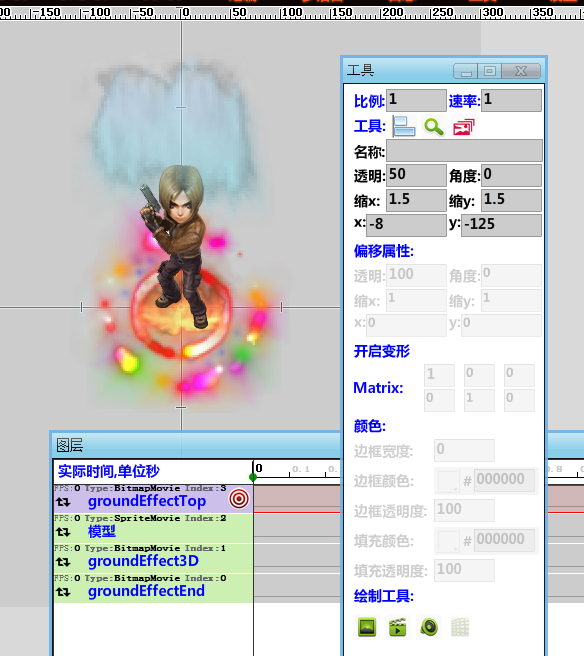 -150 -100 -50 0 50 100 150 200 250 300 350
工具
比例: 1 速率: 1
工具:
名称:
透明: 50 角度: 0
缩x: 1.5 缩y: 1.5
x: -8 y: -125
偏移属性:
透明: 100 角度: 0
缩x: 1 缩y: 1
x: 0 y: 0
开启变形
Matrix: 1 0 0
0 1 0
颜色:
边框宽度: 0
边框颜色: # 000000
边框透明度: 100
填充颜色: # 000000
填充透明度: 100
绘制工具:
图层
实际时间,单位秒 0 0.1 0.8 0.9
FPS:0 Type:BitmapMovie Index:3
groundEffectTop
FPS:0 Type:SpriteMovie Index:2
模型
FPS:0 Type:BitmapMovie Index:1
groundEffect3D
FPS:0 Type:BitmapMovie Index:0
groundEffectEnd